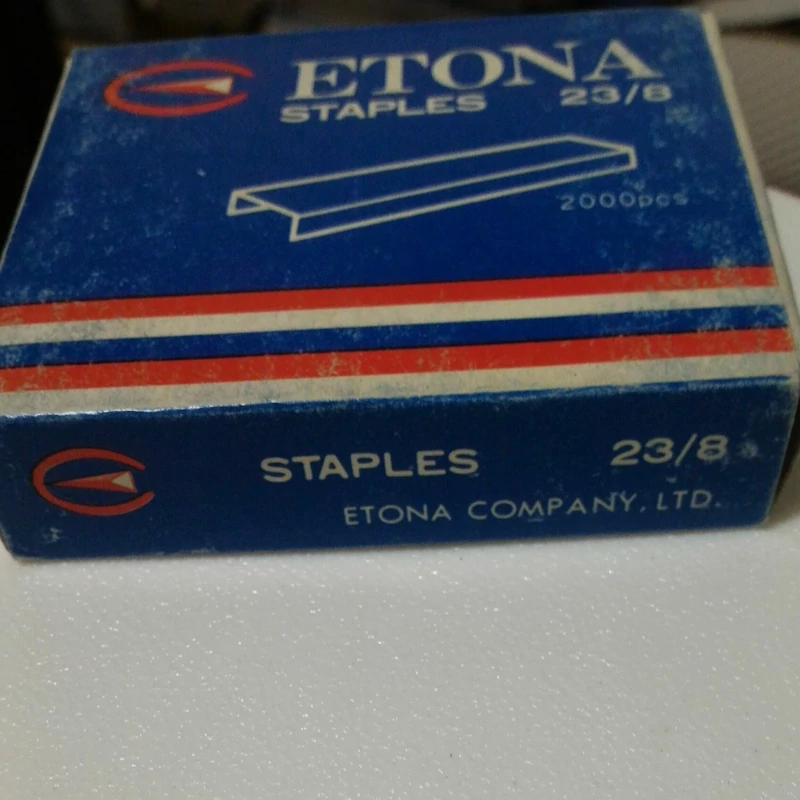 ETONA
STAPLES 23/8
2000pcs
STAPLES 23/8
ETONA COMPANY, LTD.